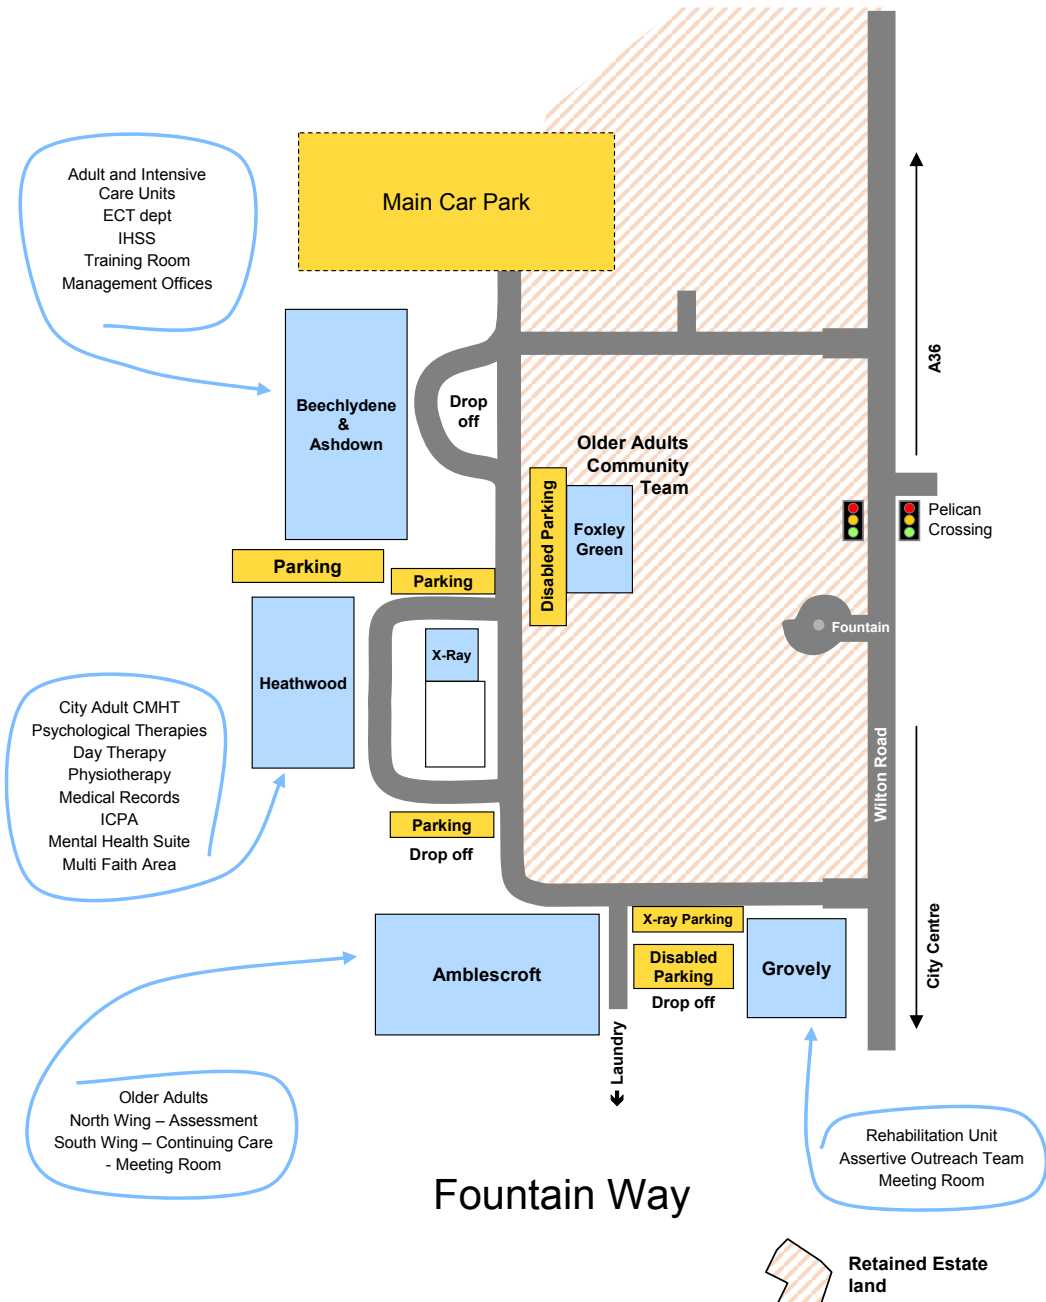 Main Car Park
Adult and Intensive
Care Units
ECT dept
IHSS
Training Room
Management Offices
A36
Beechlydene
&
Ashdown
Drop
off
Older Adults
Community
Team
Disabled Parking
Foxley
Green
Pelican
Crossing
Parking
Parking
Fountain
X-Ray
Heathwood
City Adult CMHT
Psychological Therapies
Day Therapy
Physiotherapy
Medical Records
ICPA
Mental Health Suite
Multi Faith Area
Wilton Road
Parking
Drop off
City Centre
X-ray Parking
Disabled
Parking
Drop off
Grovely
Amblescroft
Laundry
Older Adults
North Wing – Assessment
South Wing – Continuing Care
- Meeting Room
Rehabilitation Unit
Assertive Outreach Team
Meeting Room
Fountain Way
Retained Estate
land